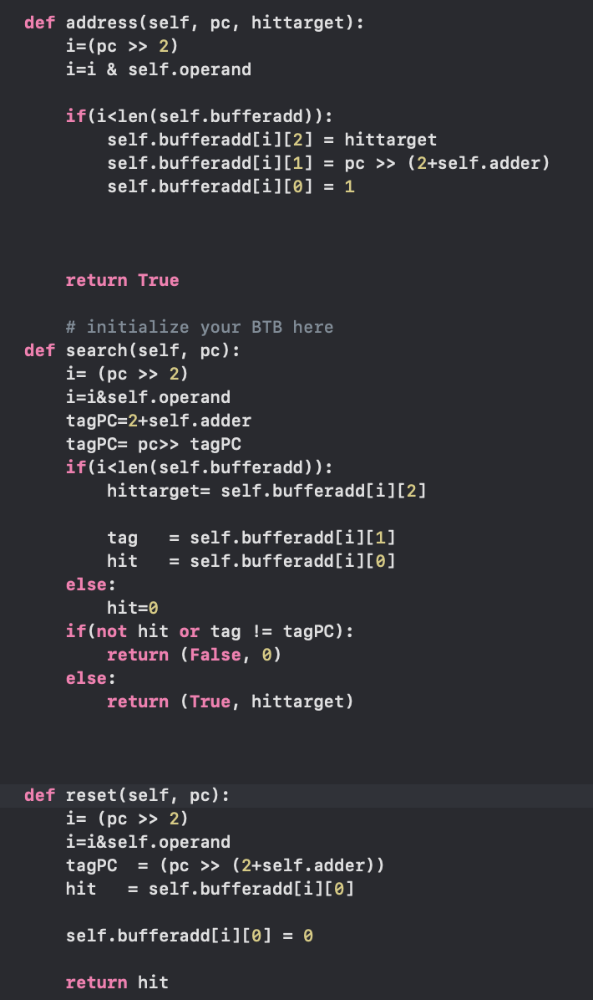 def address(self, pc, hittarget):
    i=(pc >> 2)
    i=i & self.operand

    if(i<len(self.bufferadd)):
        self.bufferadd[i][2] = hittarget
        self.bufferadd[i][1] = pc >> (2+self.adder)
        self.bufferadd[i][0] = 1

    return True

    # initialize your BTB here
def search(self, pc):
    i= (pc >> 2)
    i=i&self.operand
    tagPC=2+self.adder
    tagPC= pc>> tagPC
    if(i<len(self.bufferadd)):
        hittarget= self.bufferadd[i][2]

        tag   = self.bufferadd[i][1]
        hit   = self.bufferadd[i][0]
    else:
        hit=0
    if(not hit or tag != tagPC):
        return (False, 0)
    else:
        return (True, hittarget)

def reset(self, pc):
    i= (pc >> 2)
    i=i&self.operand
    tagPC  = (pc >> (2+self.adder))
    hit   = self.bufferadd[i][0]

    self.bufferadd[i][0] = 0

    return hit